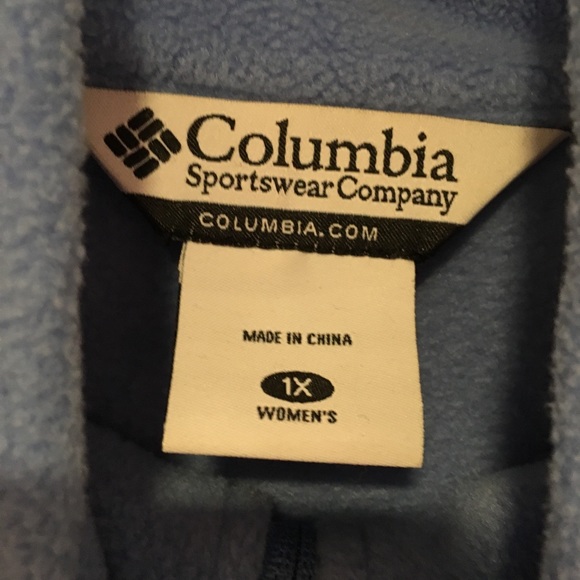 Columbia
Sportswear Company
COLUMBIA.COM
MADE IN CHINA
1X
WOMEN'S